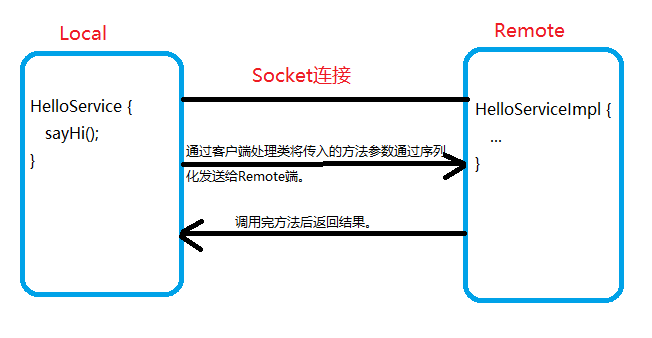 Local
Remote
Socket连接
HelloService {
sayHi();
}
HelloServiceImpl {
...
}
通过客户端处理类将传入的方法参数通过序列
化发送给Remote端。
调用完方法后返回结果。